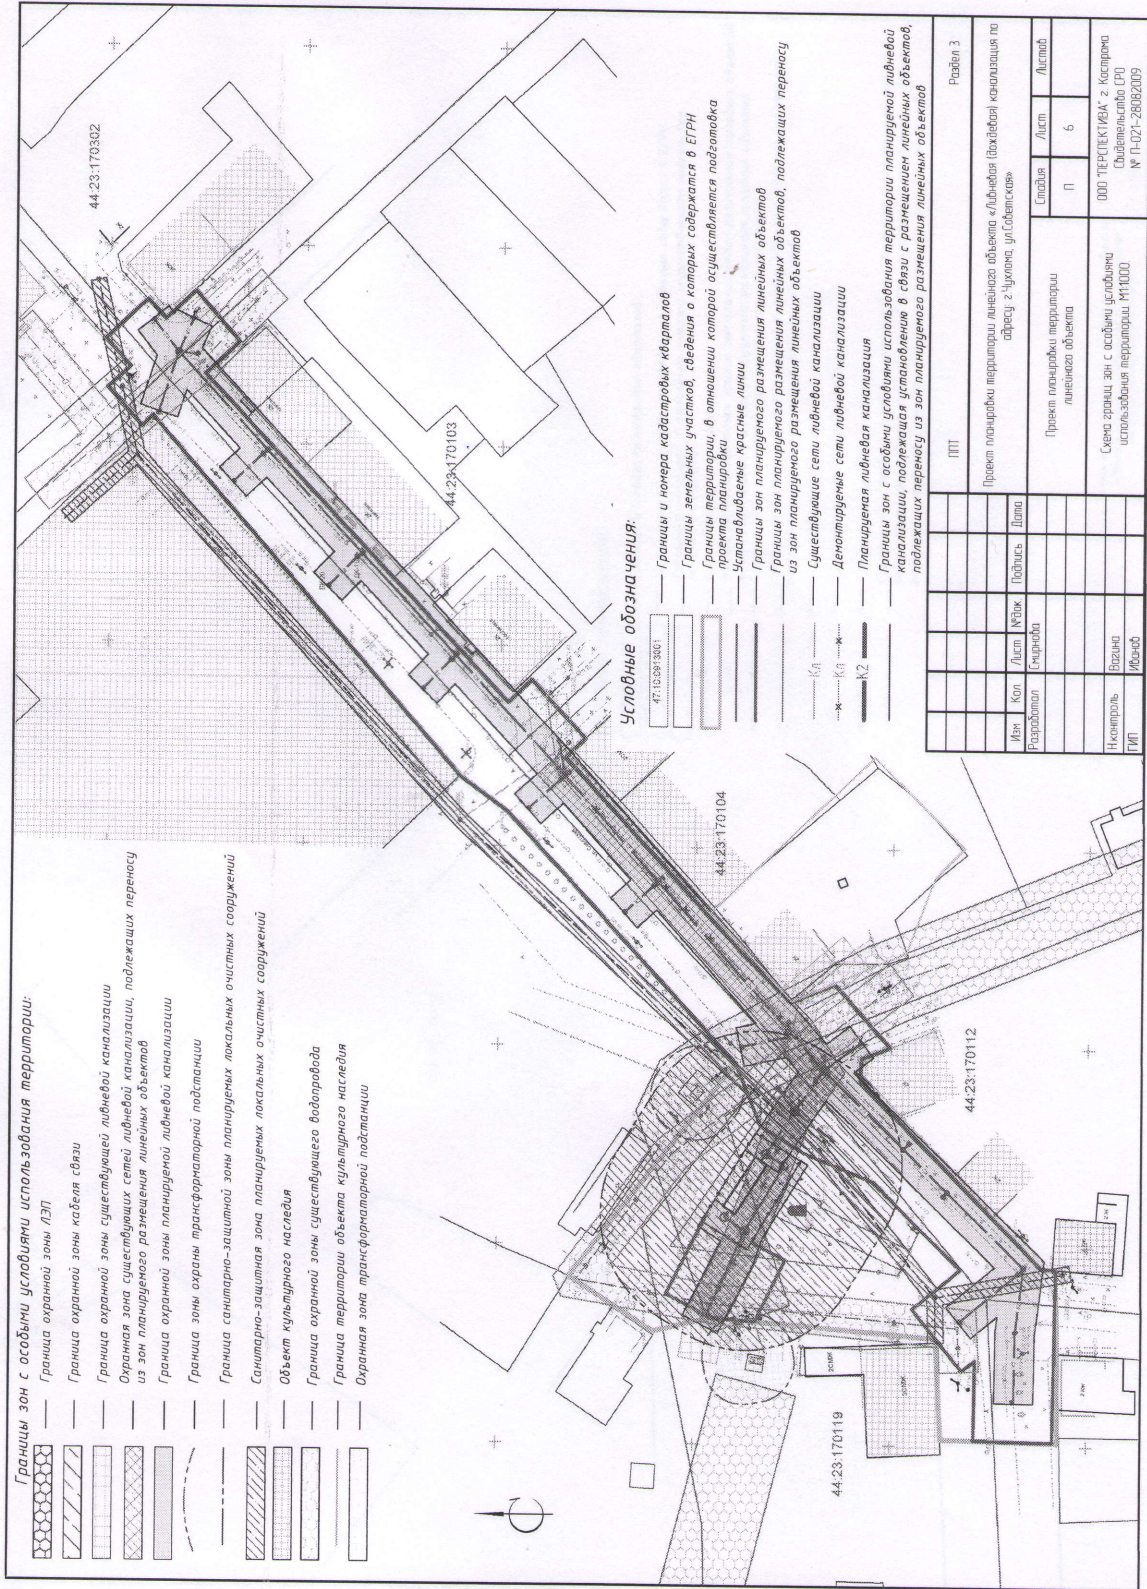 Границы зон с особыми условиями использования территории:
Граница охранной зоны ЛЭП
Граница охранной зоны кабеля связи
Граница охранной зоны существующей ливневой канализации
Охранная зона существующих сетей ливневой канализации, подлежащих переносу
из зон планируемого размещения линейных объектов
Граница охранной зоны планируемой ливневой канализации
Граница зоны охраны трансформаторной подстанции
Граница санитарно-защитной зоны планируемых локальных очистных сооружений
Санитарно-защитная зона планируемых локальных очистных сооружений
Объект культурного наследия
Граница охранной зоны существующего водопровода
Граница территории объекта культурного наследия
Охранная зона трансформаторной подстанции
44:23:170302
44:23:170103
44:23:170104
44:23:170112
44:23:170119
Условные обозначения:
47:10:0913001
Границы и номера кадастровых кварталов
Границы земельных участков, сведения о которых содержатся в ЕГРН
Границы территории, в отношении которой осуществляется подготовка
проекта планировки
Устанавливаемые красные линии
Границы зон планируемого размещения линейных объектов
Границы зон планируемого размещения линейных объектов, подлежащих переносу
из зон планируемого размещения линейных объектов
Кл
Существующие сети ливневой канализации
Кл
Демонтируемые сети ливневой канализации
К2
Планируемая ливневая канализация
Границы зон с особыми условиями использования территории планируемой ливневой
канализации, подлежащая установлению в связи с размещением линейных объектов,
подлежащих переносу из зон планируемого размещения линейных объектов
ППТ
Раздел 3
Проект планировки территории линейного объекта «Ливневая (дождевая) канализация по
адресу: г. Чухлома, ул.Советская»
Изм Кол Лист №док Подпись Дата
Разработал Смирнова
Н.контроль Вагина
ГИП Иванов
Проект планировки территории
линейного объекта
Стадия Лист Листов
П 6
Схема границ зон с особыми условиями
использования территории М1:1000
ООО "ПЕРСПЕКТИВА" г. Кострома
Свидетельство СРО
№ П-021-28082009